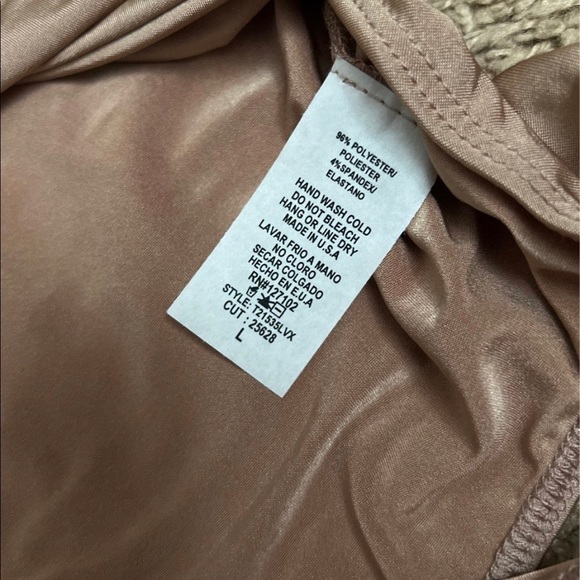 96% POLYESTER/
POLIESTER
4%SPANDEX/
ELASTANO
HAND WASH COLD
DO NOT BLEACH
HANG OR LINE DRY
MADE IN U.S.A
LAVAR FRIO A MANO
NO CLORO
SECAR COLGADO
HECHO EN E.U.A
RN#127102
STYLE: T21535LVX
CUT : 25628
L